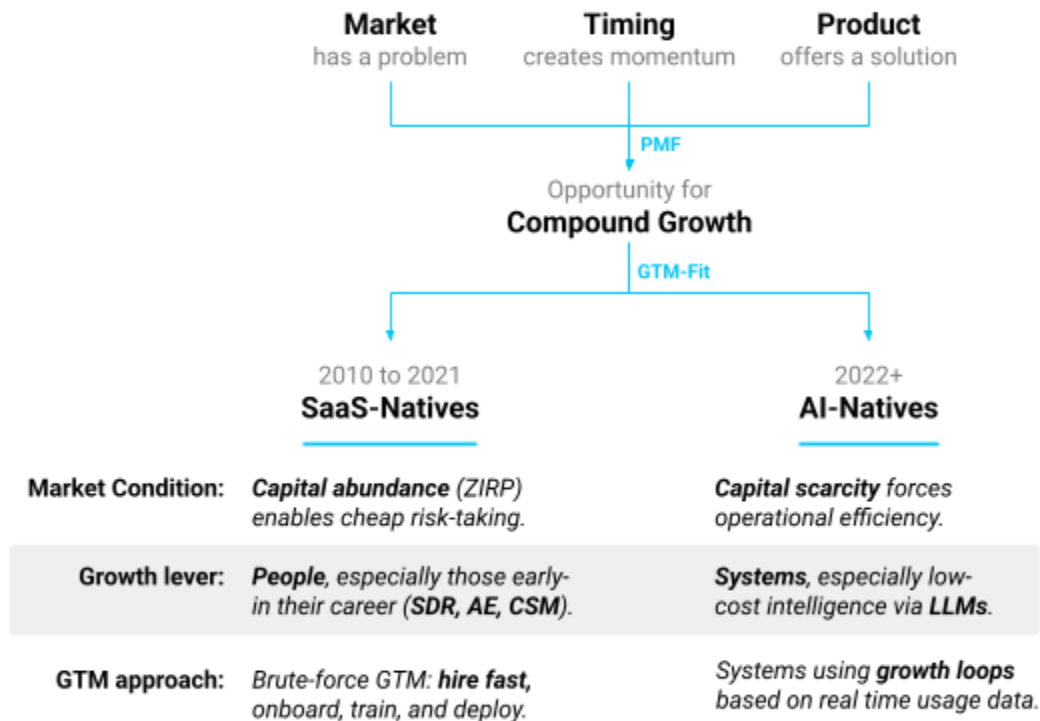 Market
has a problem
Timing
creates momentum
Product
offers a solution
PMF
Opportunity for
Compound Growth
GTM-Fit
2010 to 2021
SaaS-Natives
2022+
AI-Natives
Market Condition:
Capital abundance (ZIRP)
enables cheap risk-taking.
Capital scarcity forces
operational efficiency.
Growth lever:
People, especially those early-
in their career (SDR, AE, CSM).
Systems, especially low-
cost intelligence via LLMs.
GTM approach:
Brute-force GTM: hire fast,
onboard, train, and deploy.
Systems using growth loops
based on real time usage data.